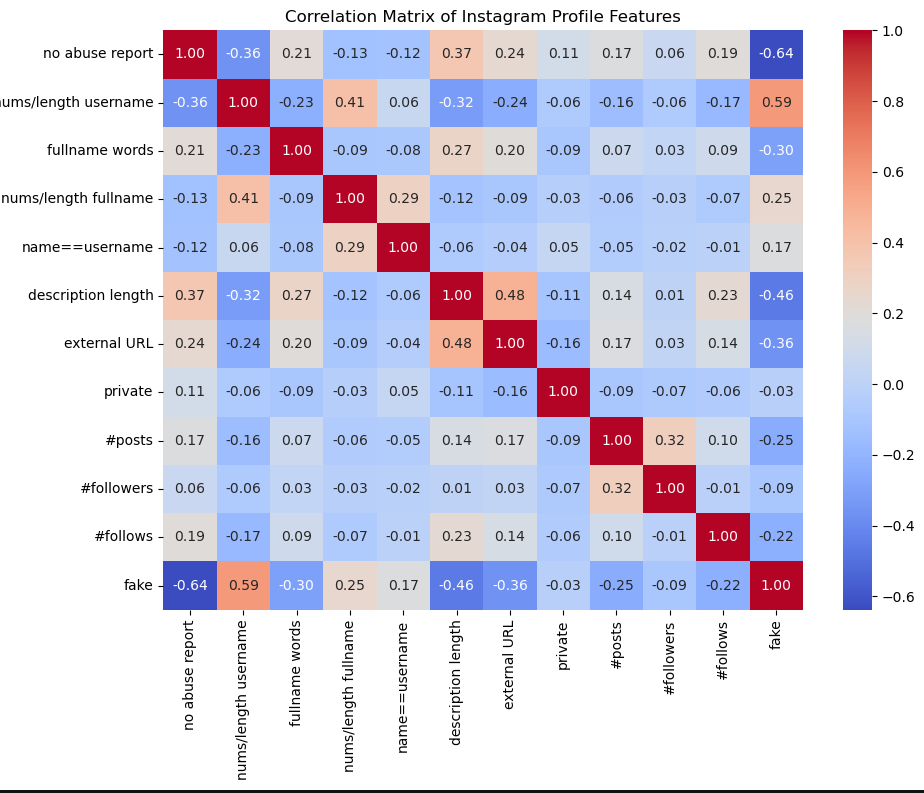 Correlation Matrix of Instagram Profile Features
no abuse report 1.00 -0.36 0.21 -0.13 -0.12 0.37 0.24 0.11 0.17 0.06 0.19 -0.64
nums/length username -0.36 1.00 -0.23 0.41 0.06 -0.32 -0.24 -0.06 -0.16 -0.06 -0.17 0.59
fullname words 0.21 -0.23 1.00 -0.09 -0.08 0.27 0.20 -0.09 0.07 0.03 0.09 -0.30
nums/length fullname -0.13 0.41 -0.09 1.00 0.29 -0.12 -0.09 -0.03 -0.06 -0.03 -0.07 0.25
name==username -0.12 0.06 -0.08 0.29 1.00 -0.06 -0.04 0.05 -0.05 -0.02 -0.01 0.17
description length 0.37 -0.32 0.27 -0.12 -0.06 1.00 0.48 -0.11 0.14 0.01 0.23 -0.46
external URL 0.24 -0.24 0.20 -0.09 -0.04 0.48 1.00 -0.16 0.17 0.03 0.14 -0.36
private 0.11 -0.06 -0.09 -0.03 0.05 -0.11 -0.16 1.00 -0.09 -0.07 -0.06 -0.03
#posts 0.17 -0.16 0.07 -0.06 -0.05 0.14 0.17 -0.09 1.00 0.32 0.10 -0.25
#followers 0.06 -0.06 0.03 -0.03 -0.02 0.01 0.03 -0.07 0.32 1.00 -0.01 -0.09
#follows 0.19 -0.17 0.09 -0.07 -0.01 0.23 0.14 -0.06 0.10 -0.01 1.00 -0.22
fake -0.64 0.59 -0.30 0.25 0.17 -0.46 -0.36 -0.03 -0.25 -0.09 -0.22 1.00
no abuse report
nums/length username
fullname words
nums/length fullname
name==username
description length
external URL
private
#posts
#followers
#follows
fake
1.0
0.8
0.6
0.4
0.2
0.0
−0.2
−0.4
−0.6